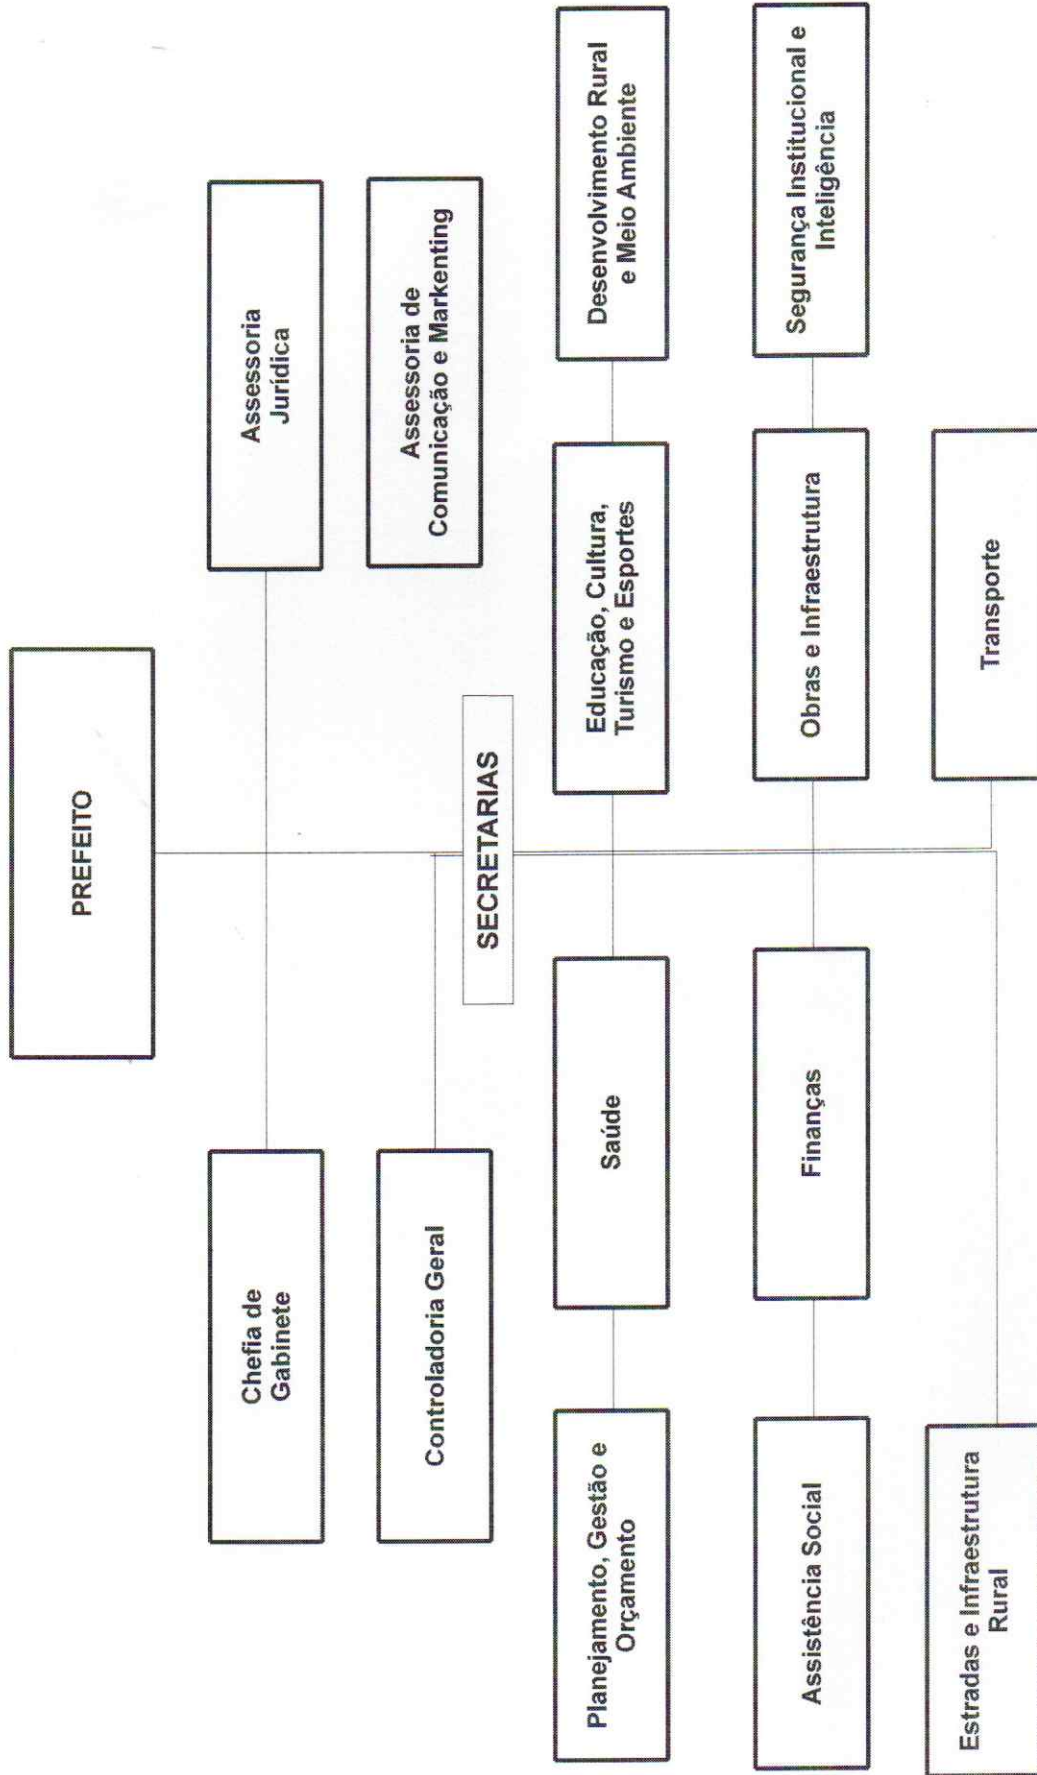 PREFEITO
Chefia de
Gabinete
Assessoria
Jurídica
Controladoria Geral
Assessoria de
Comunicação e Markenting
SECRETARIAS
Planejamento, Gestão e
Orçamento
Saúde
Educação, Cultura,
Turismo e Esportes
Desenvolvimento Rural
e Meio Ambiente
Assistência Social
Finanças
Obras e Infraestrutura
Segurança Institucional e
Inteligência
Estradas e Infraestrutura
Rural
Transporte